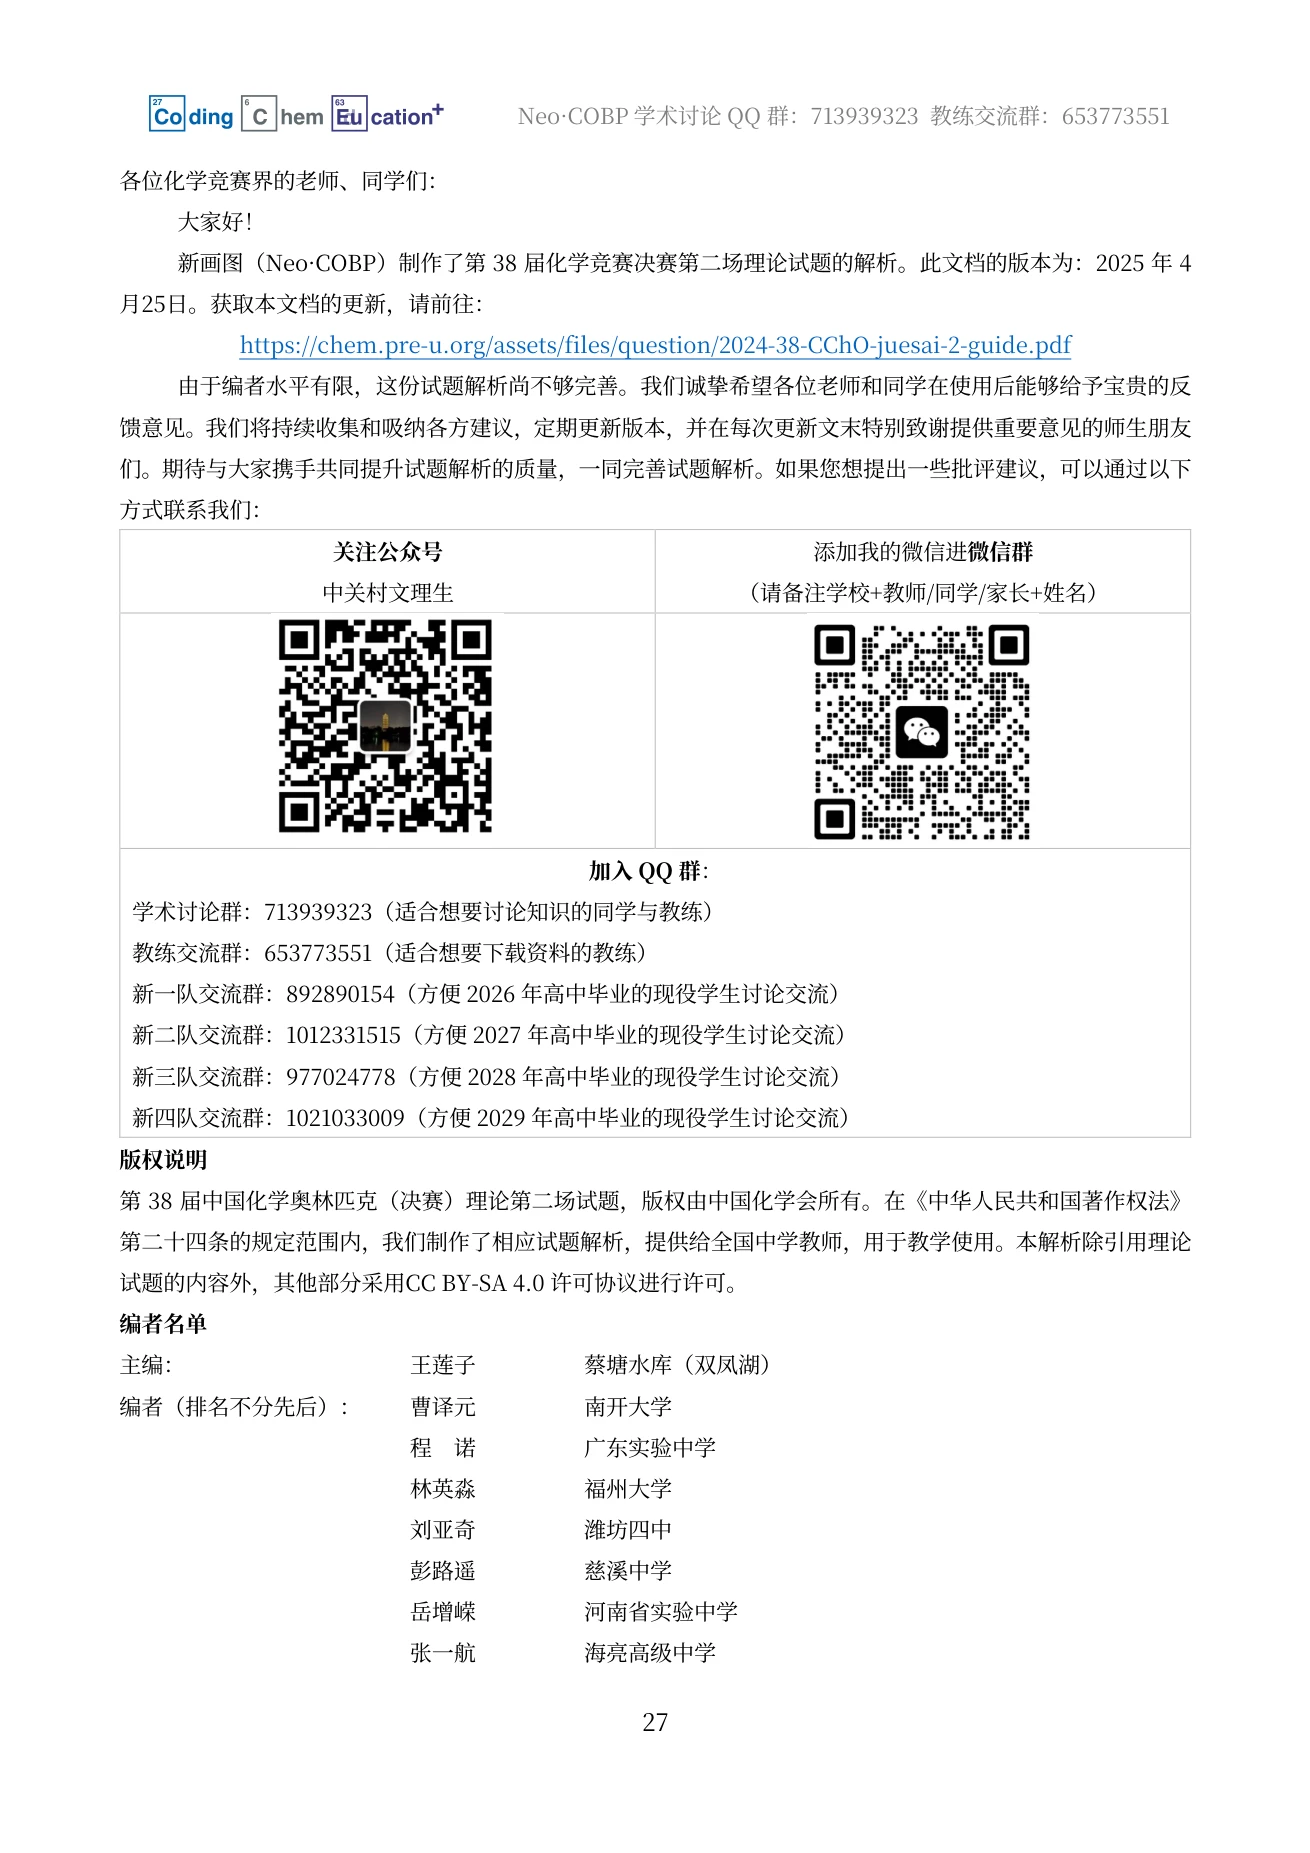 27 Co ding 6 C hem 63 Eu cation+ Neo·COBP 学术讨论 QQ 群：713939323 教练交流群：653773551
各位化学竞赛界的老师、同学们：
大家好！
新画图（Neo·COBP）制作了第 38 届化学竞赛决赛第二场理论试题的解析。此文档的版本为：2025 年 4
月25日。获取本文档的更新，请前往：
https://chem.pre-u.org/assets/files/question/2024-38-CChO-juesai-2-guide.pdf
由于编者水平有限，这份试题解析尚不够完善。我们诚挚希望各位老师和同学在使用后能够给予宝贵的反
馈意见。我们将持续收集和吸纳各方建议，定期更新版本，并在每次更新文末特别致谢提供重要意见的师生朋友
们。期待与大家携手共同提升试题解析的质量，一同完善试题解析。如果您想提出一些批评建议，可以通过以下
方式联系我们：
关注公众号
中关村文理生
添加我的微信进微信群
（请备注学校+教师/同学/家长+姓名）
加入 QQ 群：
学术讨论群：713939323（适合想要讨论知识的同学与教练）
教练交流群：653773551（适合想要下载资料的教练）
新一队交流群：892890154（方便 2026 年高中毕业的现役学生讨论交流）
新二队交流群：1012331515（方便 2027 年高中毕业的现役学生讨论交流）
新三队交流群：977024778（方便 2028 年高中毕业的现役学生讨论交流）
新四队交流群：1021033009（方便 2029 年高中毕业的现役学生讨论交流）
版权说明
第 38 届中国化学奥林匹克（决赛）理论第二场试题，版权由中国化学会所有。在《中华人民共和国著作权法》
第二十四条的规定范围内，我们制作了相应试题解析，提供给全国中学教师，用于教学使用。本解析除引用理论
试题的内容外，其他部分采用CC BY-SA 4.0 许可协议进行许可。
编者名单
主编： 王莲子 蔡塘水库（双凤湖）
编者（排名不分先后）： 曹译元 南开大学
程 诺 广东实验中学
林英淼 福州大学
刘亚奇 潍坊四中
彭路遥 慈溪中学
岳增嵘 河南省实验中学
张一航 海亮高级中学
27